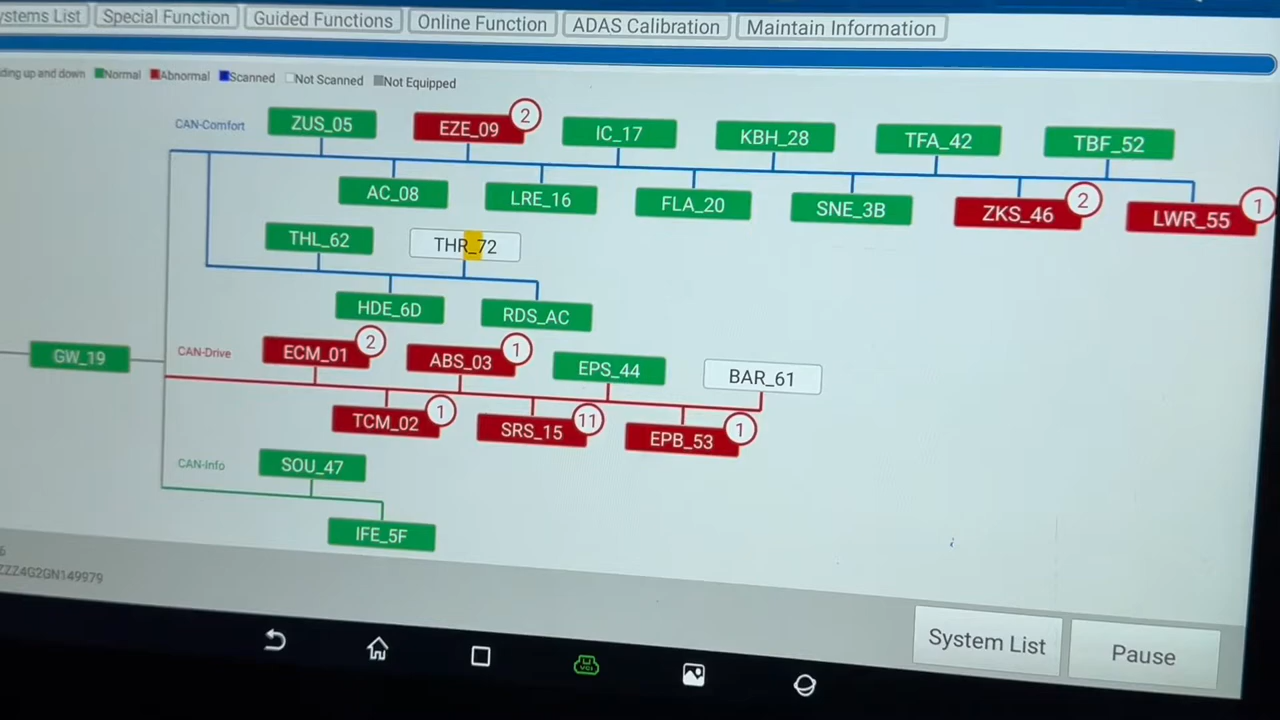 ystems List Special Function Guided Functions Online Function ADAS Calibration Maintain Information
ding up and down Normal Abnormal Scanned Not Scanned Not Equipped
CAN-Comfort ZUS_05 EZE_09 2 IC_17 KBH_28 TFA_42 TBF_52
AC_08 LRE_16 FLA_20 SNE_3B ZKS_46 2 LWR_55 1
THL_62 THR_72
HDE_6D RDS_AC
GW_19 CAN-Drive ECM_01 2 ABS_03 1 EPS_44 BAR_61
TCM_02 1 SRS_15 11 EPB_53 1
CAN-Info SOU_47
IFE_5F
6
ZZZ4G2GN149979
System List Pause
VCI